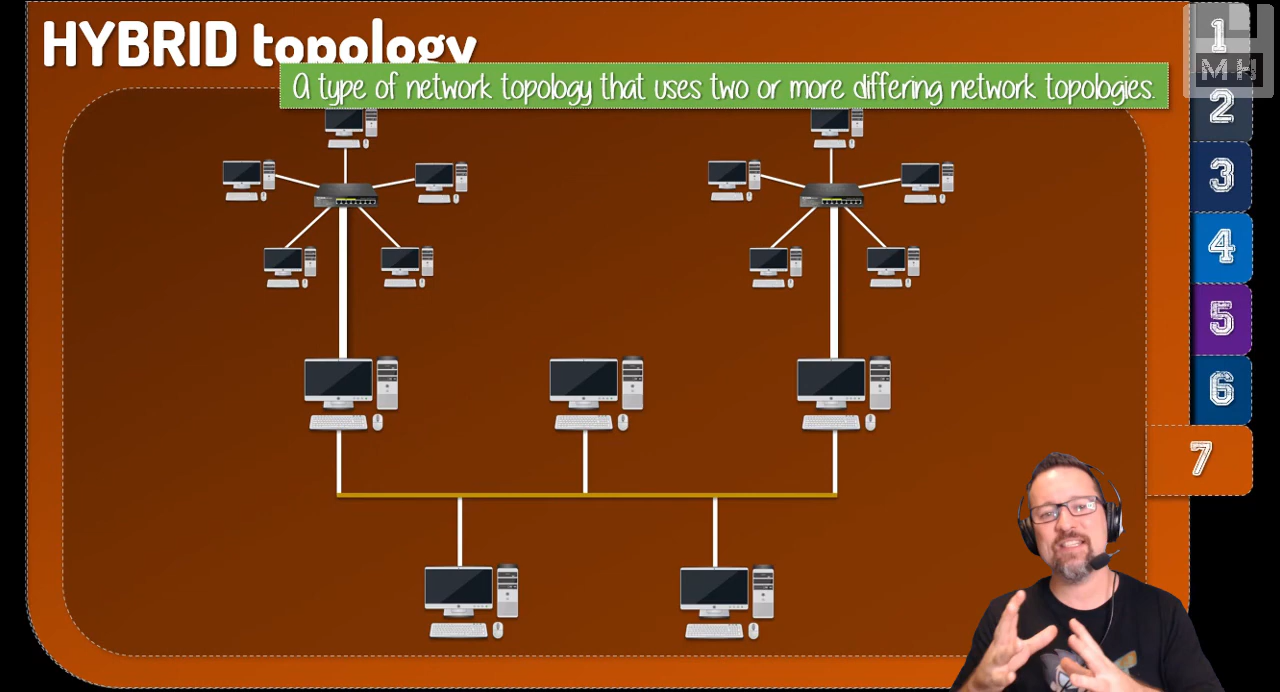 HYBRID topology
A type of network topology that uses two or more differing network topologies.
1
MH
2
3
4
5
6
7